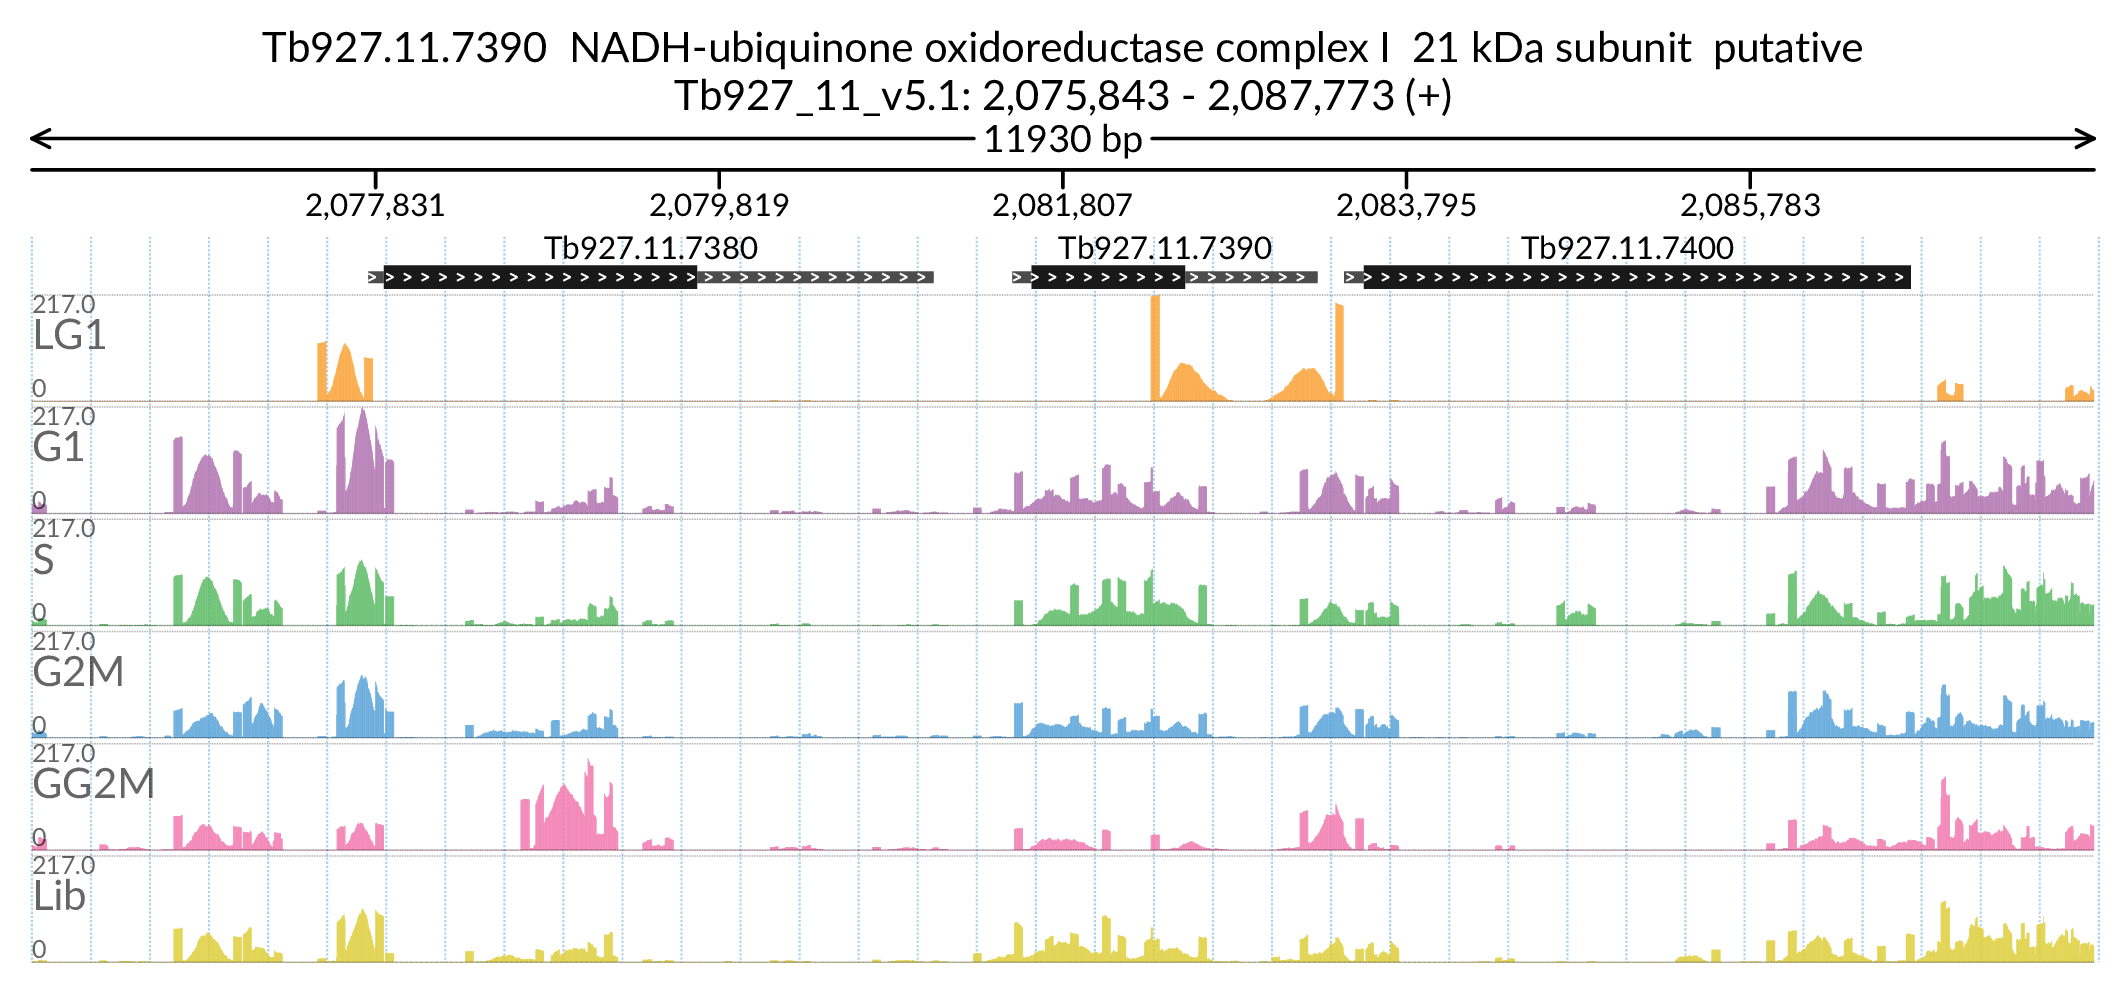 Tb927.11.7390  NADH-ubiquinone oxidoreductase complex I  21 kDa subunit  putative
Tb927_11_v5.1: 2,075,843 - 2,087,773 (+)
11930 bp
2,077,831 2,079,819 2,081,807 2,083,795 2,085,783
Tb927.11.7380 Tb927.11.7390 Tb927.11.7400
217.0
LG1
0
217.0
G1
0
217.0
S
0
217.0
G2M
0
217.0
GG2M
0
217.0
Lib
0